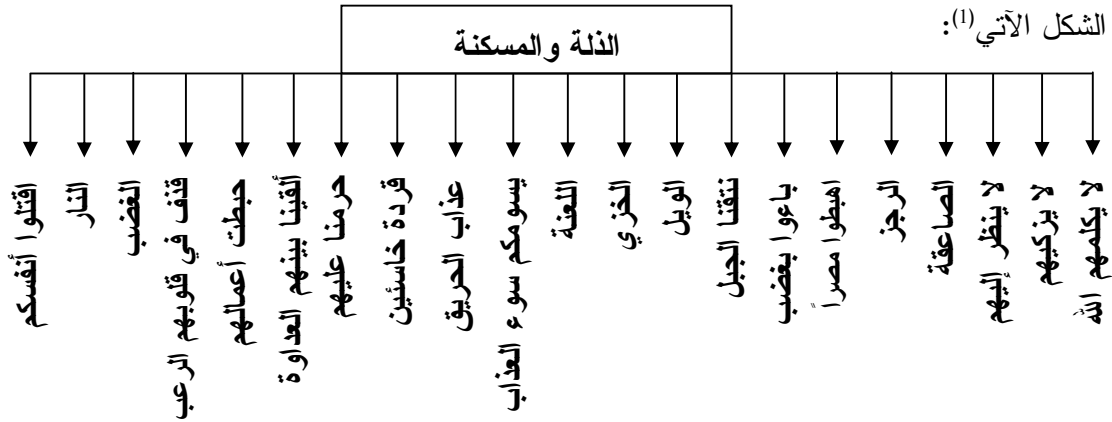 الشكل الآتي(1):
الذلة والمسكنة
لا يكلمهم الله
لا يزكيهم
لا ينظر إليهم
الصاعقة
الرجز
اهبطوا مصراً
باءوا بغضب
نتقنا الجبل
الويل
الخزي
اللعنة
يسومكم سوء العذاب
عذاب الحريق
قردة خاسئين
حرمنا عليهم
ألقينا بينهم العداوة
حبطت أعمالهم
قذف في قلوبهم الرعب
الغضب
النار
اقتلوا أنفسكم